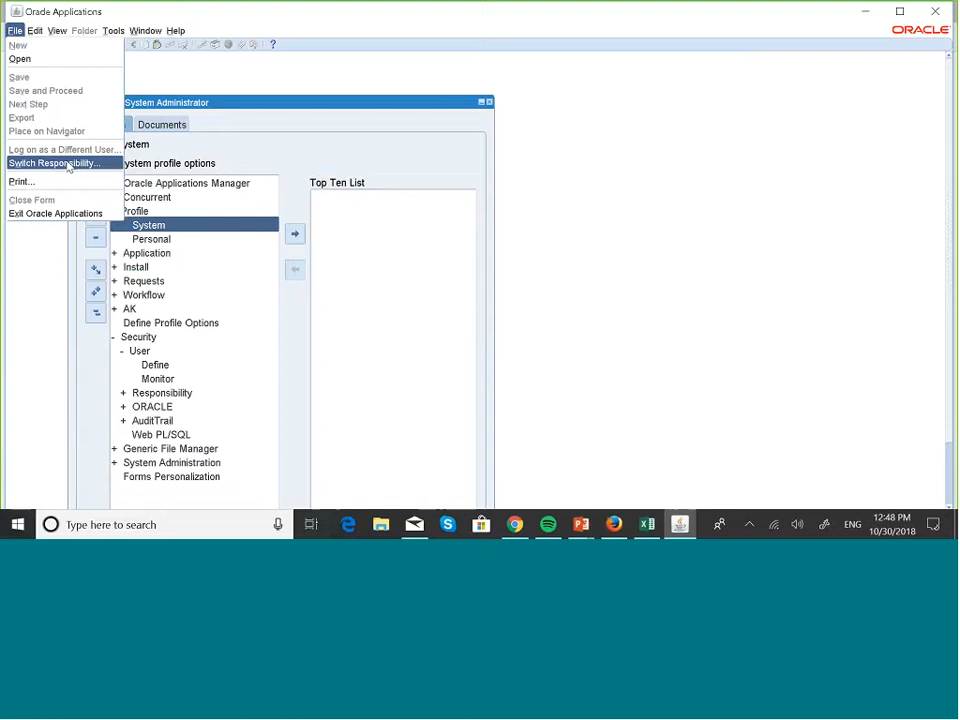 Oracle Applications
File Edit View Folder Tools Window Help
ORACLE
New
Open
Save
Save and Proceed
Next Step
Export
Place on Navigator
Log on as a Different User...
Switch Responsibility...
Print...
Close Form
Exit Oracle Applications
System Administrator
Documents
ystem
ystem profile options
Top Ten List
Oracle Applications Manager
Concurrent
Profile
System
Personal
+ Application
+ Install
+ Requests
+ Workflow
+ AK
Define Profile Options
- Security
- User
Define
Monitor
+ Responsibility
+ ORACLE
+ AuditTrail
Web PL/SQL
+ Generic File Manager
+ System Administration
Forms Personalization
Type here to search
ENG
12:48 PM
10/30/2018